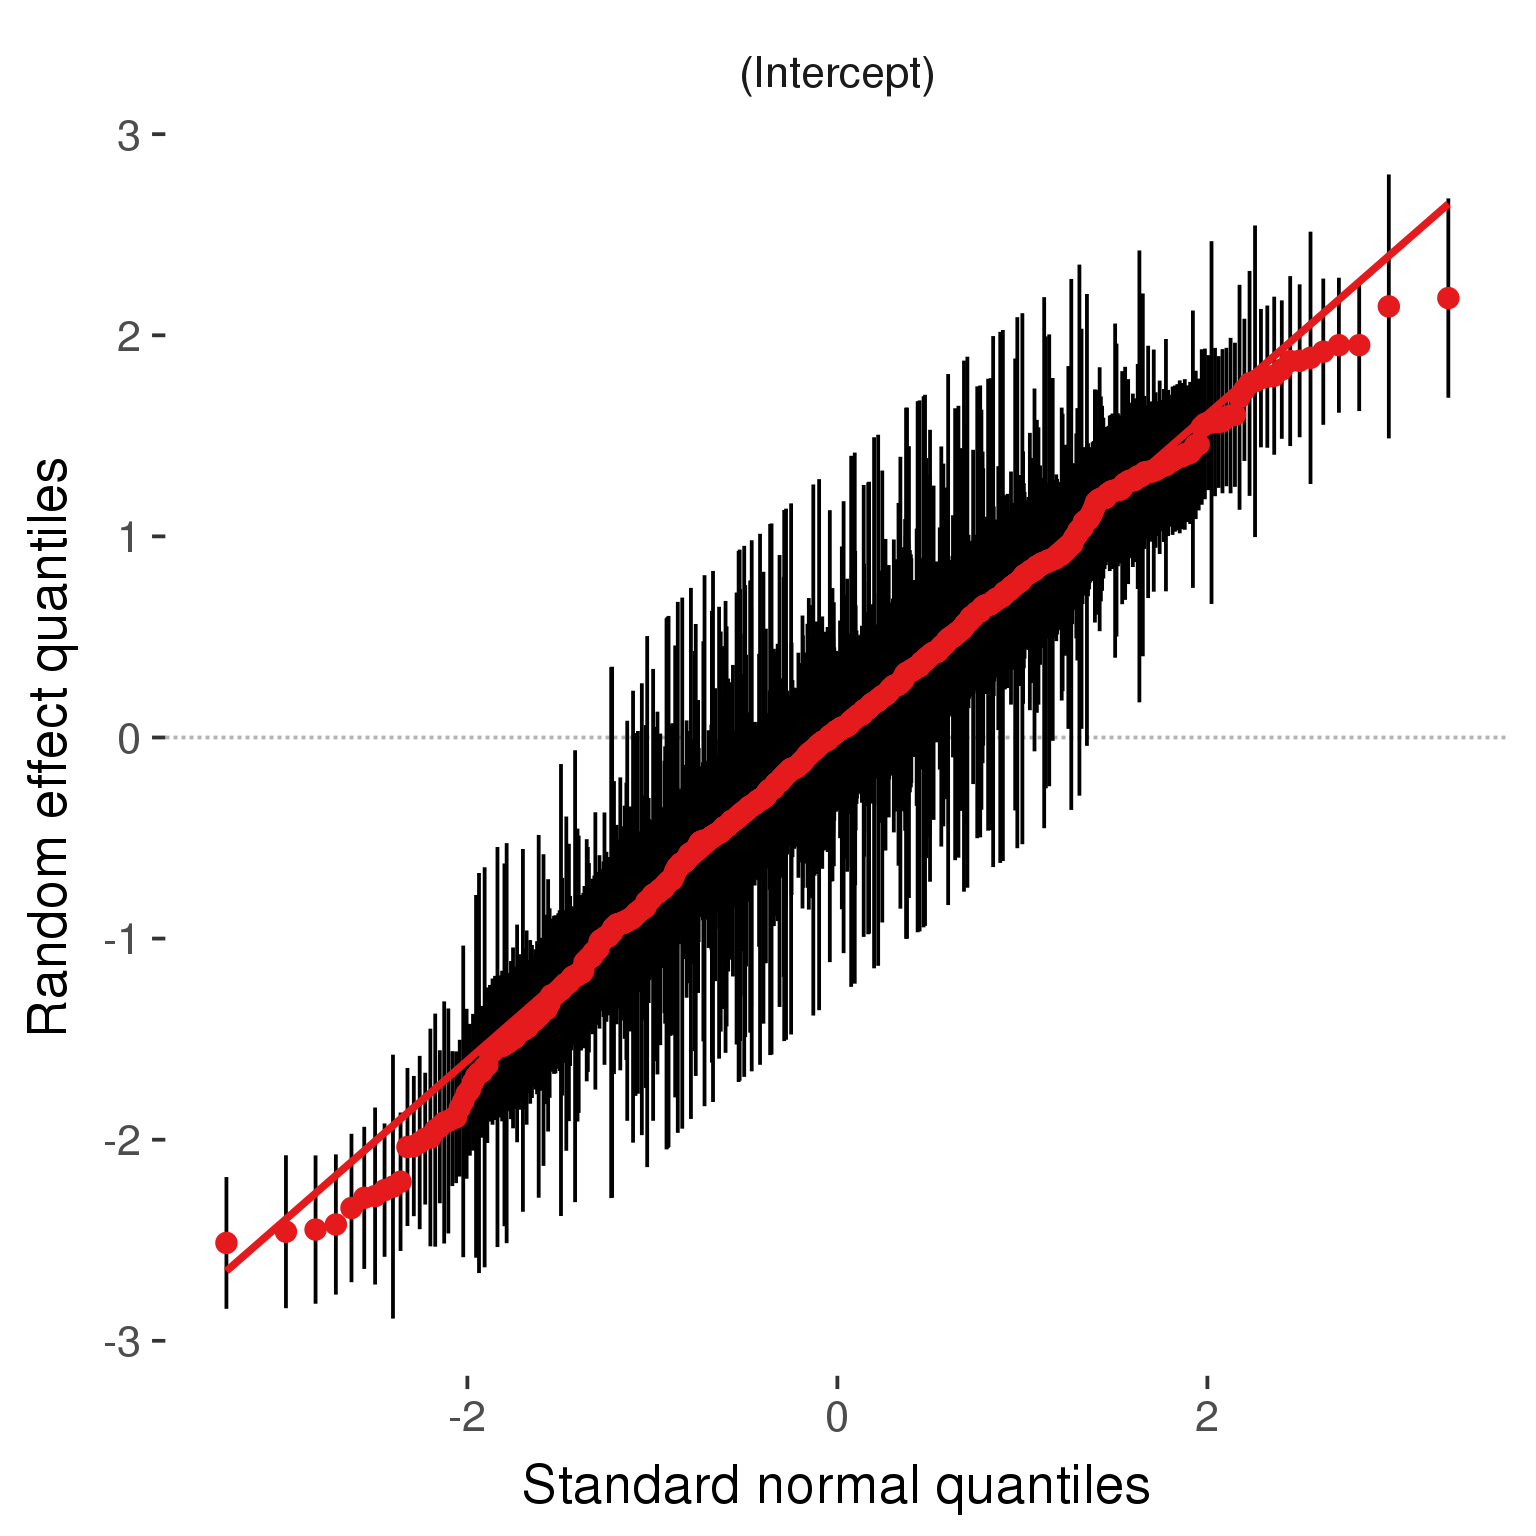 (Intercept)
3
2
1
0
-1
-2
-3
Random effect quantiles
-2 0 2
Standard normal quantiles